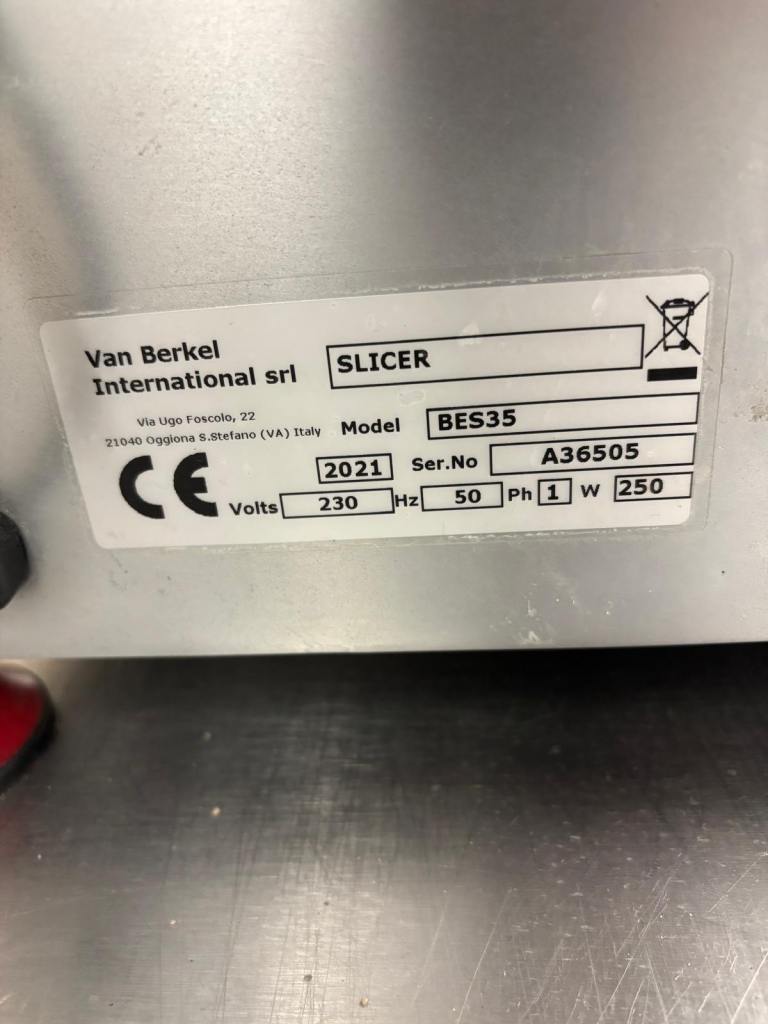 Van Berkel
International srl
SLICER
Via Ugo Foscolo, 22
21040 Oggiona S.Stefano (VA) Italy
Model BES35
CE
2021 Ser.No A36505
Volts 230 Hz 50 Ph 1 W 250